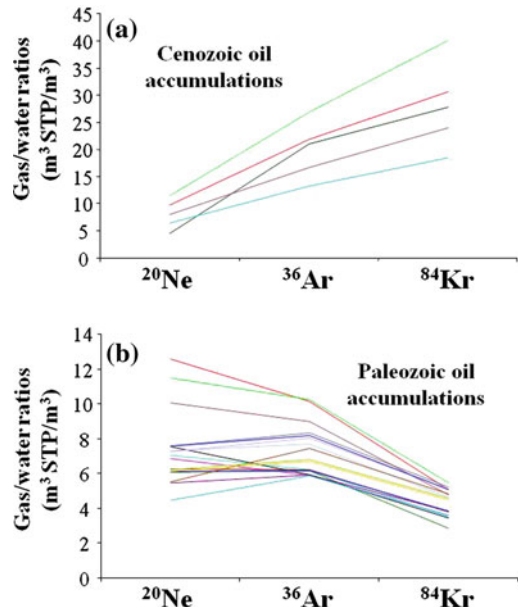 (a)
Cenozoic oil
accumulations
Gas/water ratios
(m³ STP/m³)
45
40
35
30
25
20
15
10
5
0
²⁰Ne ³⁶Ar ⁸⁴Kr
(b)
Paleozoic oil
accumulations
Gas/water ratios
(m³ STP/m³)
14
12
10
8
6
4
2
0
²⁰Ne ³⁶Ar ⁸⁴Kr